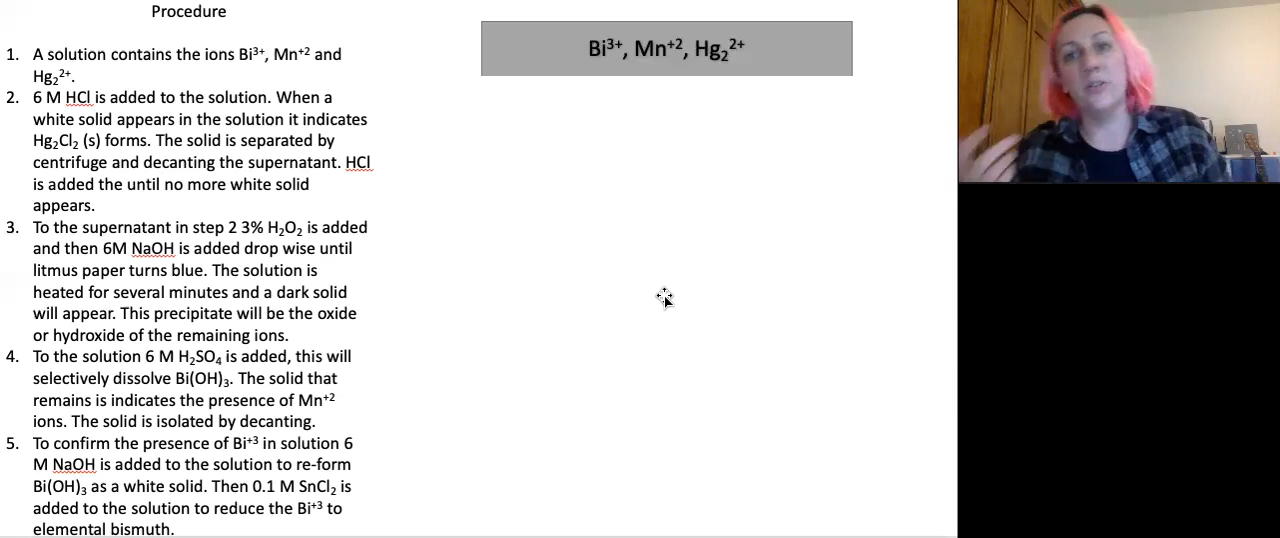 Procedure
1. A solution contains the ions Bi³⁺, Mn⁺² and
Hg₂²⁺.
2. 6 M HCl is added to the solution. When a
white solid appears in the solution it indicates
Hg₂Cl₂ (s) forms. The solid is separated by
centrifuge and decanting the supernatant. HCl
is added the until no more white solid
appears.
3. To the supernatant in step 2 3% H₂O₂ is added
and then 6M NaOH is added drop wise until
litmus paper turns blue. The solution is
heated for several minutes and a dark solid
will appear. This precipitate will be the oxide
or hydroxide of the remaining ions.
4. To the solution 6 M H₂SO₄ is added, this will
selectively dissolve Bi(OH)₃. The solid that
remains is indicates the presence of Mn⁺²
ions. The solid is isolated by decanting.
5. To confirm the presence of Bi⁺³ in solution 6
M NaOH is added to the solution to re-form
Bi(OH)₃ as a white solid. Then 0.1 M SnCl₂ is
added to the solution to reduce the Bi⁺³ to
elemental bismuth.
Bi³⁺, Mn⁺², Hg₂²⁺